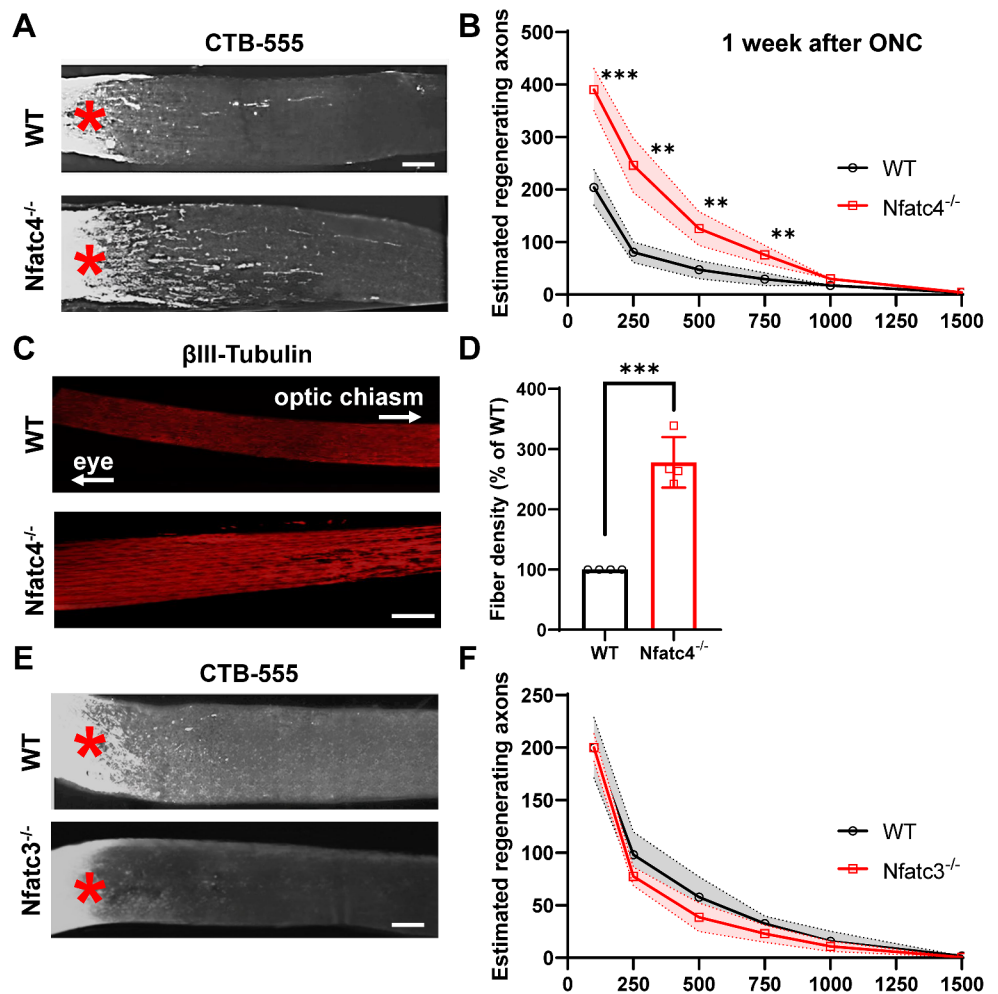 A
CTB-555
WT
*
Nfatc4-/-
*
B
1 week after ONC
Estimated regenerating axons
500
400
300
200
100
0
***
**
**
**
WT
Nfatc4-/-
0 250 500 750 1000 1250 1500
C
βIII-Tubulin
WT
optic chiasm
eye
Nfatc4-/-
D
Fiber density (% of WT)
400
300
200
100
0
***
WT Nfatc4-/-
E
CTB-555
WT
*
Nfatc3-/-
*
F
Estimated regenerating axons
250
200
150
100
50
0
WT
Nfatc3-/-
0 250 500 750 1000 1250 1500